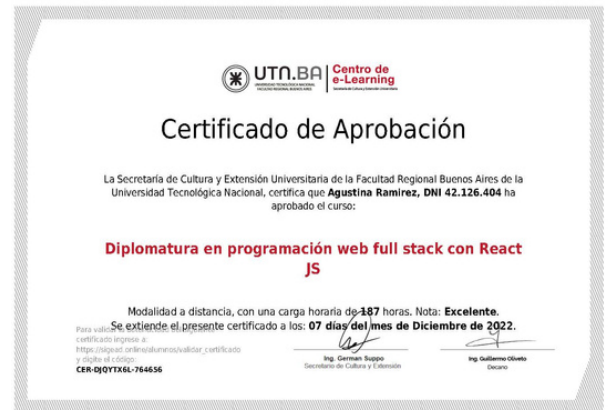 UTN.BA
UNIVERSIDAD TECNOLÓGICA NACIONAL
FACULTAD REGIONAL BUENOS AIRES
Centro de
e-Learning
Secretaría de Cultura y Extensión Universitaria
Certificado de Aprobación
La Secretaría de Cultura y Extensión Universitaria de la Facultad Regional Buenos Aires de la
Universidad Tecnológica Nacional, certifica que Agustina Ramirez, DNI 42.126.404 ha
aprobado el curso:
Diplomatura en programación web full stack con React
JS
Modalidad a distancia, con una carga horaria de 187 horas. Nota: Excelente.
Se extiende el presente certificado a los: 07 días del mes de Diciembre de 2022.
Para validar la
certificado ingrese a:
https://sigead.online/alumnos/validar_certificado
y digite el código:
CER-DJQYTX6L-764656
Ing. German Suppo
Secretario de Cultura y Extensión
Ing. Guillermo Oliveto
Decano